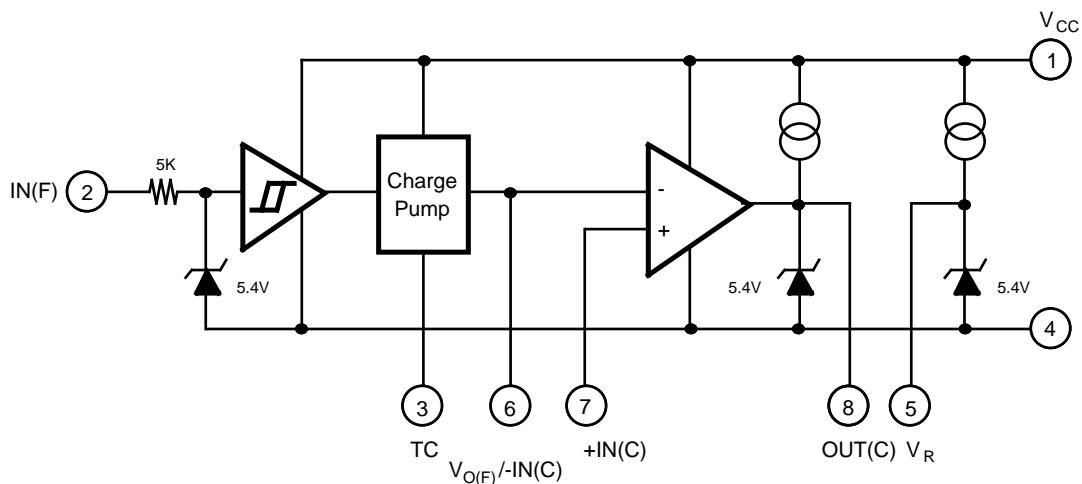 V CC
1
5K
IN(F) 2
Charge
Pump
-
+
5.4V
5.4V
5.4V
4
3
6
7
8
5
TC
VO(F)/-IN(C)
+IN(C)
OUT(C)
VR